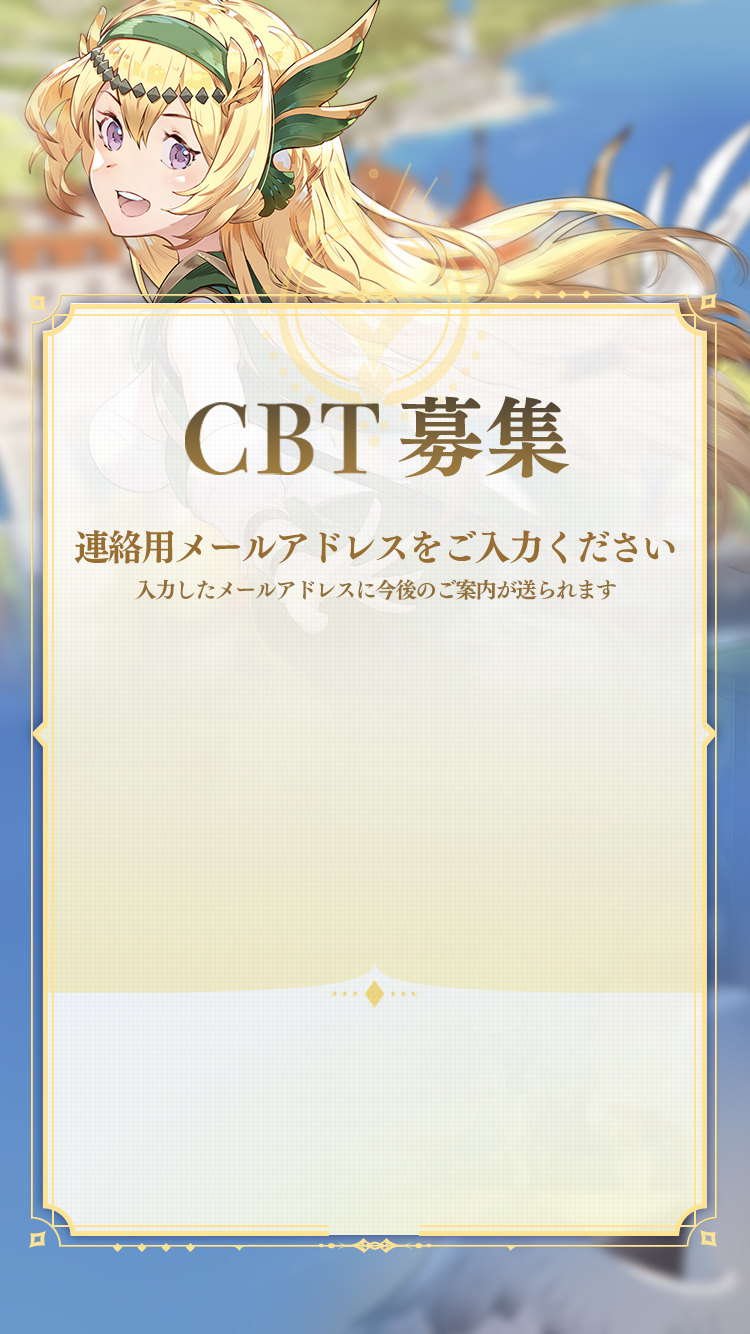 CBT 募集
連絡用メールアドレスをご入力ください
入力したメールアドレスに今後のご案内が送られます